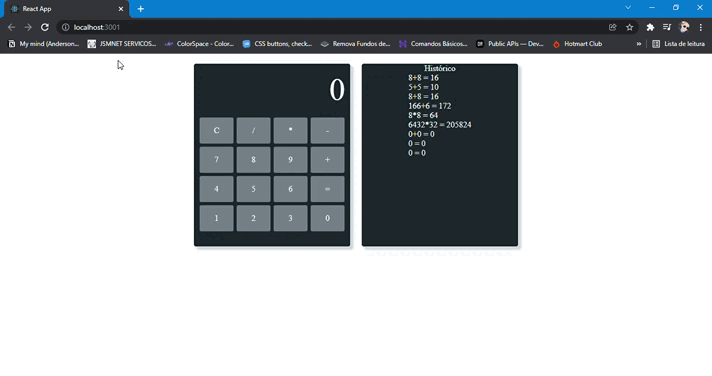 React App
localhost:3001
My mind (Anderson... JSMNET SERVICOS... ColorSpace - Color... CSS buttons, check... Remova Fundos de... Comandos Básicos... Public APIs — Dev... Hotmart Club » Lista de leitura
0
C / * -
7 8 9 +
4 5 6 =
1 2 3 0
Histórico
8+8 = 16
5+5 = 10
8+8 = 16
166+6 = 172
8*8 = 64
6432*32 = 205824
0+0 = 0
0 = 0
0 = 0